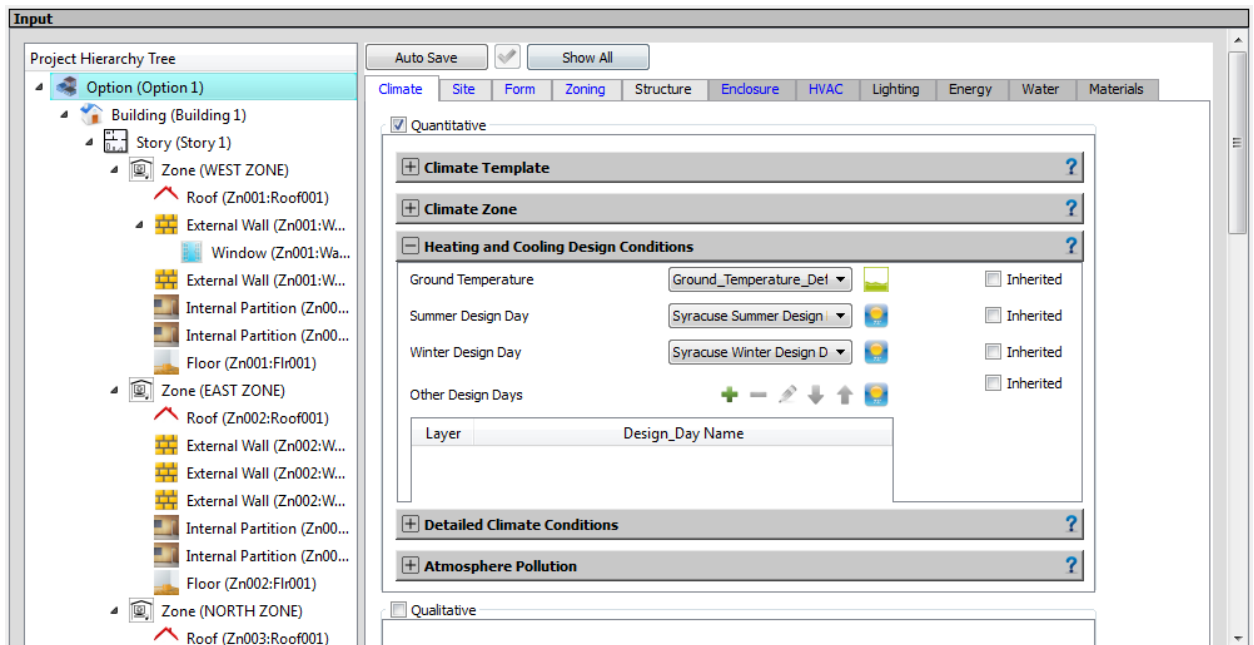 Input
Project Hierarchy Tree
Option (Option 1)
Building (Building 1)
Story (Story 1)
Zone (WEST ZONE)
Roof (Zn001:Roof001)
External Wall (Zn001:W...
Window (Zn001:Wa...
External Wall (Zn001:W...
Internal Partition (Zn00...
Internal Partition (Zn00...
Floor (Zn001:Flr001)
Zone (EAST ZONE)
Roof (Zn002:Roof001)
External Wall (Zn002:W...
External Wall (Zn002:W...
External Wall (Zn002:W...
Internal Partition (Zn00...
Internal Partition (Zn00...
Floor (Zn002:Flr001)
Zone (NORTH ZONE)
Roof (Zn003:Roof001)
Auto Save Show All
Climate Site Form Zoning Structure Enclosure HVAC Lighting Energy Water Materials
Quantitative
Climate Template ?
Climate Zone ?
Heating and Cooling Design Conditions ?
Ground Temperature Ground_Temperature_Def Inherited
Summer Design Day Syracuse Summer Design Inherited
Winter Design Day Syracuse Winter Design D Inherited
Other Design Days Inherited
Layer Design_Day Name
Detailed Climate Conditions ?
Atmosphere Pollution ?
Qualitative